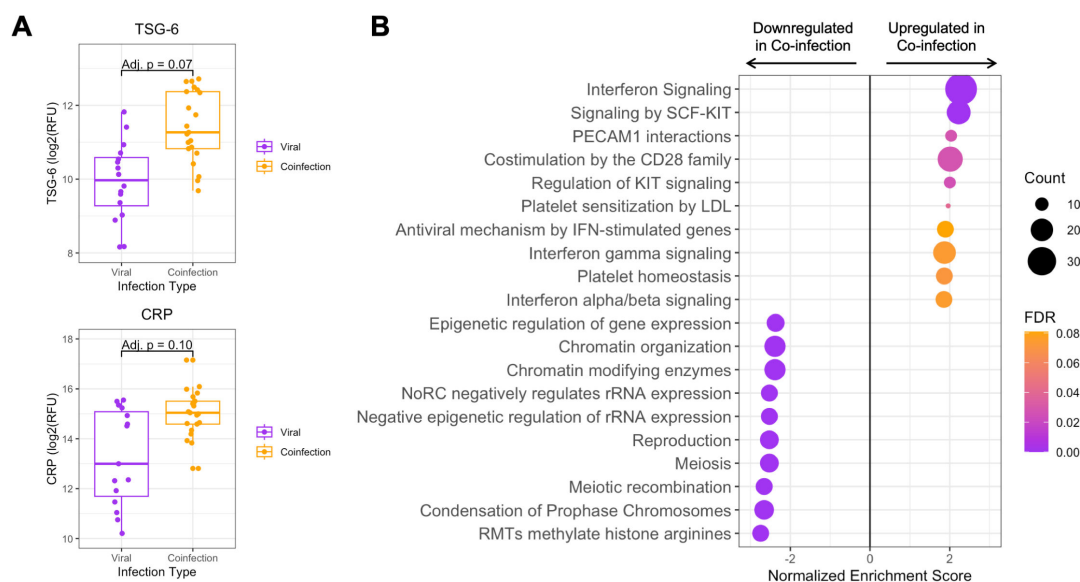 A
TSG-6
Adj. p = 0.07
12
10
8
TSG-6 (log2(RFU)
Viral
Coinfection
Infection Type
Viral
Coinfection
CRP
Adj. p = 0.10
18
16
14
12
10
CRP (log2(RFU)
Viral
Coinfection
Infection Type
Viral
Coinfection
B
Downregulated
in Co-infection
Upregulated in
Co-infection
Interferon Signaling
Signaling by SCF-KIT
PECAM1 interactions
Costimulation by the CD28 family
Regulation of KIT signaling
Platelet sensitization by LDL
Antiviral mechanism by IFN-stimulated genes
Interferon gamma signaling
Platelet homeostasis
Interferon alpha/beta signaling
Epigenetic regulation of gene expression
Chromatin organization
Chromatin modifying enzymes
NoRC negatively regulates rRNA expression
Negative epigenetic regulation of rRNA expression
Reproduction
Meiosis
Meiotic recombination
Condensation of Prophase Chromosomes
RMTs methylate histone arginines
-2
0
2
Normalized Enrichment Score
Count
10
20
30
FDR
0.08
0.06
0.04
0.02
0.00